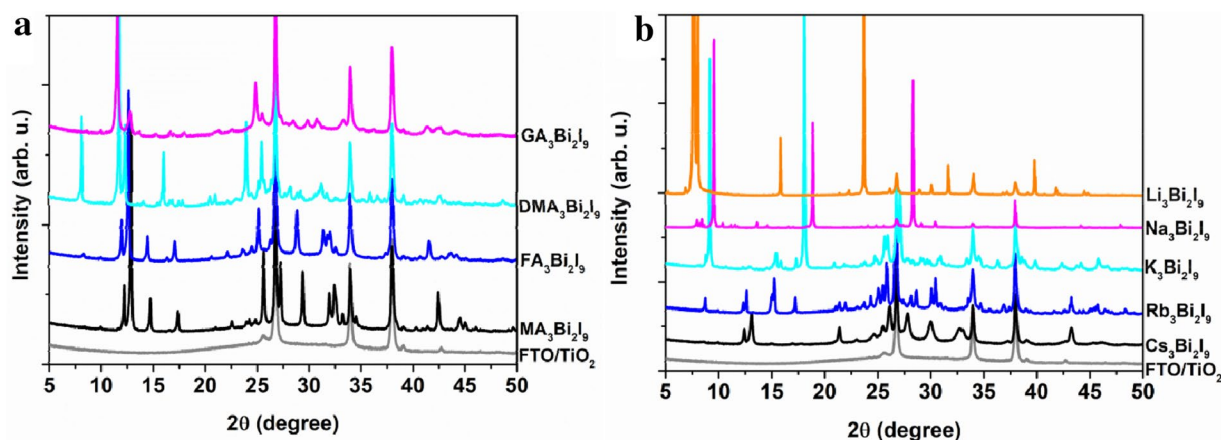 a
Intensity (arb. u.)
GA₃Bi₂I₉
DMA₃Bi₂I₉
FA₃Bi₂I₉
MA₃Bi₂I₉
FTO/TiO₂
5 10 15 20 25 30 35 40 45 50
2θ (degree)
b
Intensity (arb. u.)
Li₃Bi₂I₉
Na₃Bi₂I₉
K₃Bi₂I₉
Rb₃Bi₂I₉
Cs₃Bi₂I₉
FTO/TiO₂
5 10 15 20 25 30 35 40 45 50
2θ (degree)